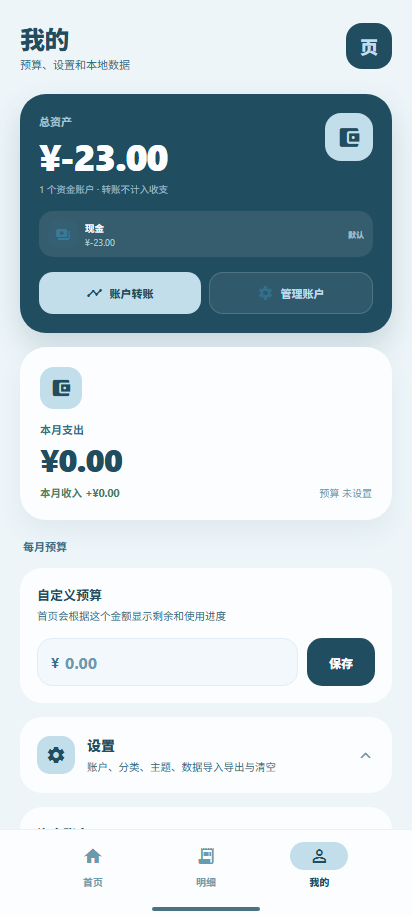 我的
页
预算、设置和本地数据
总资产
¥-23.00
1 个资金账户 · 转账不计入收支
现金
¥-23.00
默认
账户转账
管理账户
本月支出
¥0.00
本月收入 +¥0.00
预算 未设置
每月预算
自定义预算
首页会根据这个金额显示剩余和使用进度
¥ 0.00
保存
设置
账户、分类、主题、数据导入导出与清空
首页
明细
我的